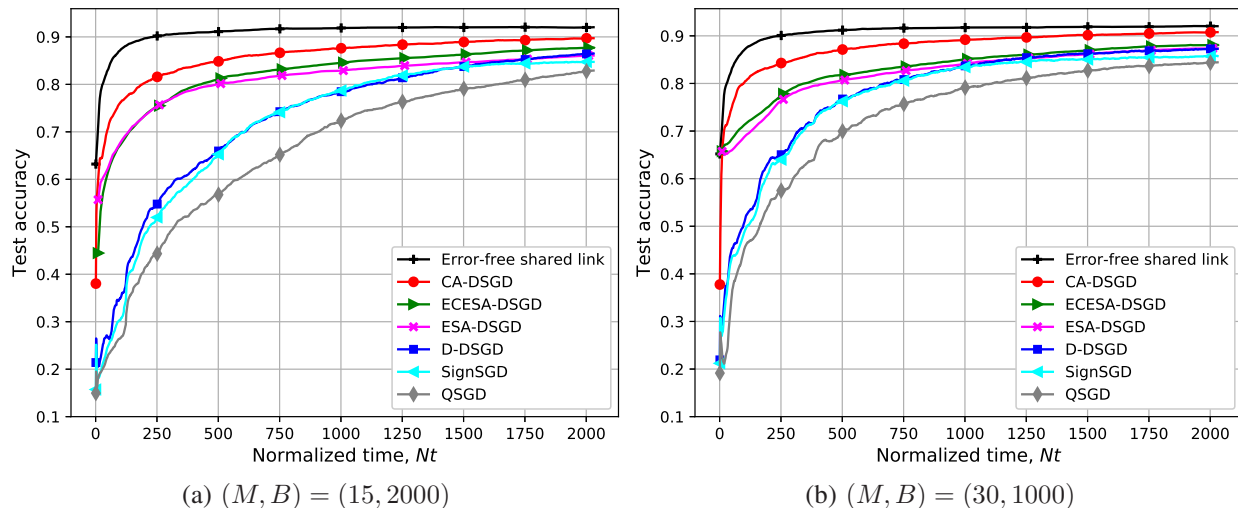 0.9
0.8
0.7
0.6
0.5
0.4
0.3
0.2
0.1
Test accuracy
Error-free shared link
CA-DSGD
ECESA-DSGD
ESA-DSGD
D-DSGD
SignSGD
QSGD
0 250 500 750 1000 1250 1500 1750 2000
Normalized time, Nt
(a) (M, B) = (15, 2000)
0.9
0.8
0.7
0.6
0.5
0.4
0.3
0.2
0.1
Test accuracy
Error-free shared link
CA-DSGD
ECESA-DSGD
ESA-DSGD
D-DSGD
SignSGD
QSGD
0 250 500 750 1000 1250 1500 1750 2000
Normalized time, Nt
(b) (M, B) = (30, 1000)